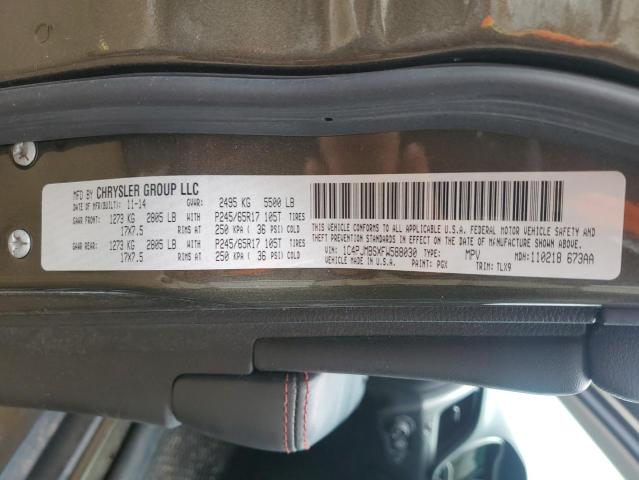 MFD BY CHRYSLER GROUP LLC
DATE OF MFR(BUILT): 11-14 GVWR: 2495 KG 5500 LB
GAWR FRONT: 1273 KG 2805 LB WITH P245/65R17 105T TIRES
17X7.5 RIMS AT 250 KPA ( 36 PSI) COLD
GAWR REAR: 1273 KG 2805 LB WITH P245/65R17 105T TIRES
17X7.5 RIMS AT 250 KPA ( 36 PSI) COLD
THIS VEHICLE CONFORMS TO ALL APPLICABLE U.S.A. FEDERAL MOTOR VEHICLE SAFETY AND THEFT PREVENTION STANDARDS IN EFFECT ON THE DATE OF MANUFACTURE SHOWN ABOVE.
VIN: TYPE: MPV MDH: 110218 673AA
VEHICLE MADE IN U.S.A. PAINT: PGX TRIM: TLX9